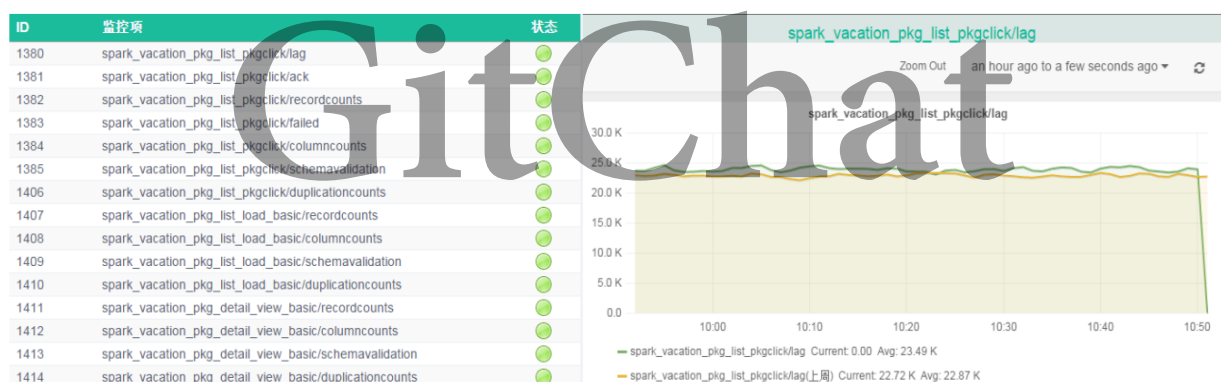 ID 监控项 状态
1380 spark_vacation_pkg_list_pkgclick/lag
1381 spark_vacation_pkg_list_pkgclick/ack
1382 spark_vacation_pkg_list_pkgclick/recordcounts
1383 spark_vacation_pkg_list_pkgclick/failed
1384 spark_vacation_pkg_list_pkgclick/columncounts
1385 spark_vacation_pkg_list_pkgclick/schemavalidation
1406 spark_vacation_pkg_list_pkgclick/duplicationcounts
1407 spark_vacation_pkg_list_load_basic/recordcounts
1408 spark_vacation_pkg_list_load_basic/columncounts
1409 spark_vacation_pkg_list_load_basic/schemavalidation
1410 spark_vacation_pkg_list_load_basic/duplicationcounts
1411 spark_vacation_pkg_detail_view_basic/recordcounts
1412 spark_vacation_pkg_detail_view_basic/columncounts
1413 spark_vacation_pkg_detail_view_basic/schemavalidation
1414 spark_vacation_pkg_detail_view_basic/duplicationcounts
GitChat
spark_vacation_pkg_list_pkgclick/lag
Zoom Out an hour ago to a few seconds ago
spark_vacation_pkg_list_pkgclick/lag
30.0 K
25.0 K
20.0 K
15.0 K
10.0 K
5.0 K
0.0
10:00 10:10 10:20 10:30 10:40 10:50
spark_vacation_pkg_list_pkgclick/lag Current: 0.00 Avg: 23.49 K
spark_vacation_pkg_list_pkgclick/lag(上周) Current: 22.72 K Avg: 22.87 K